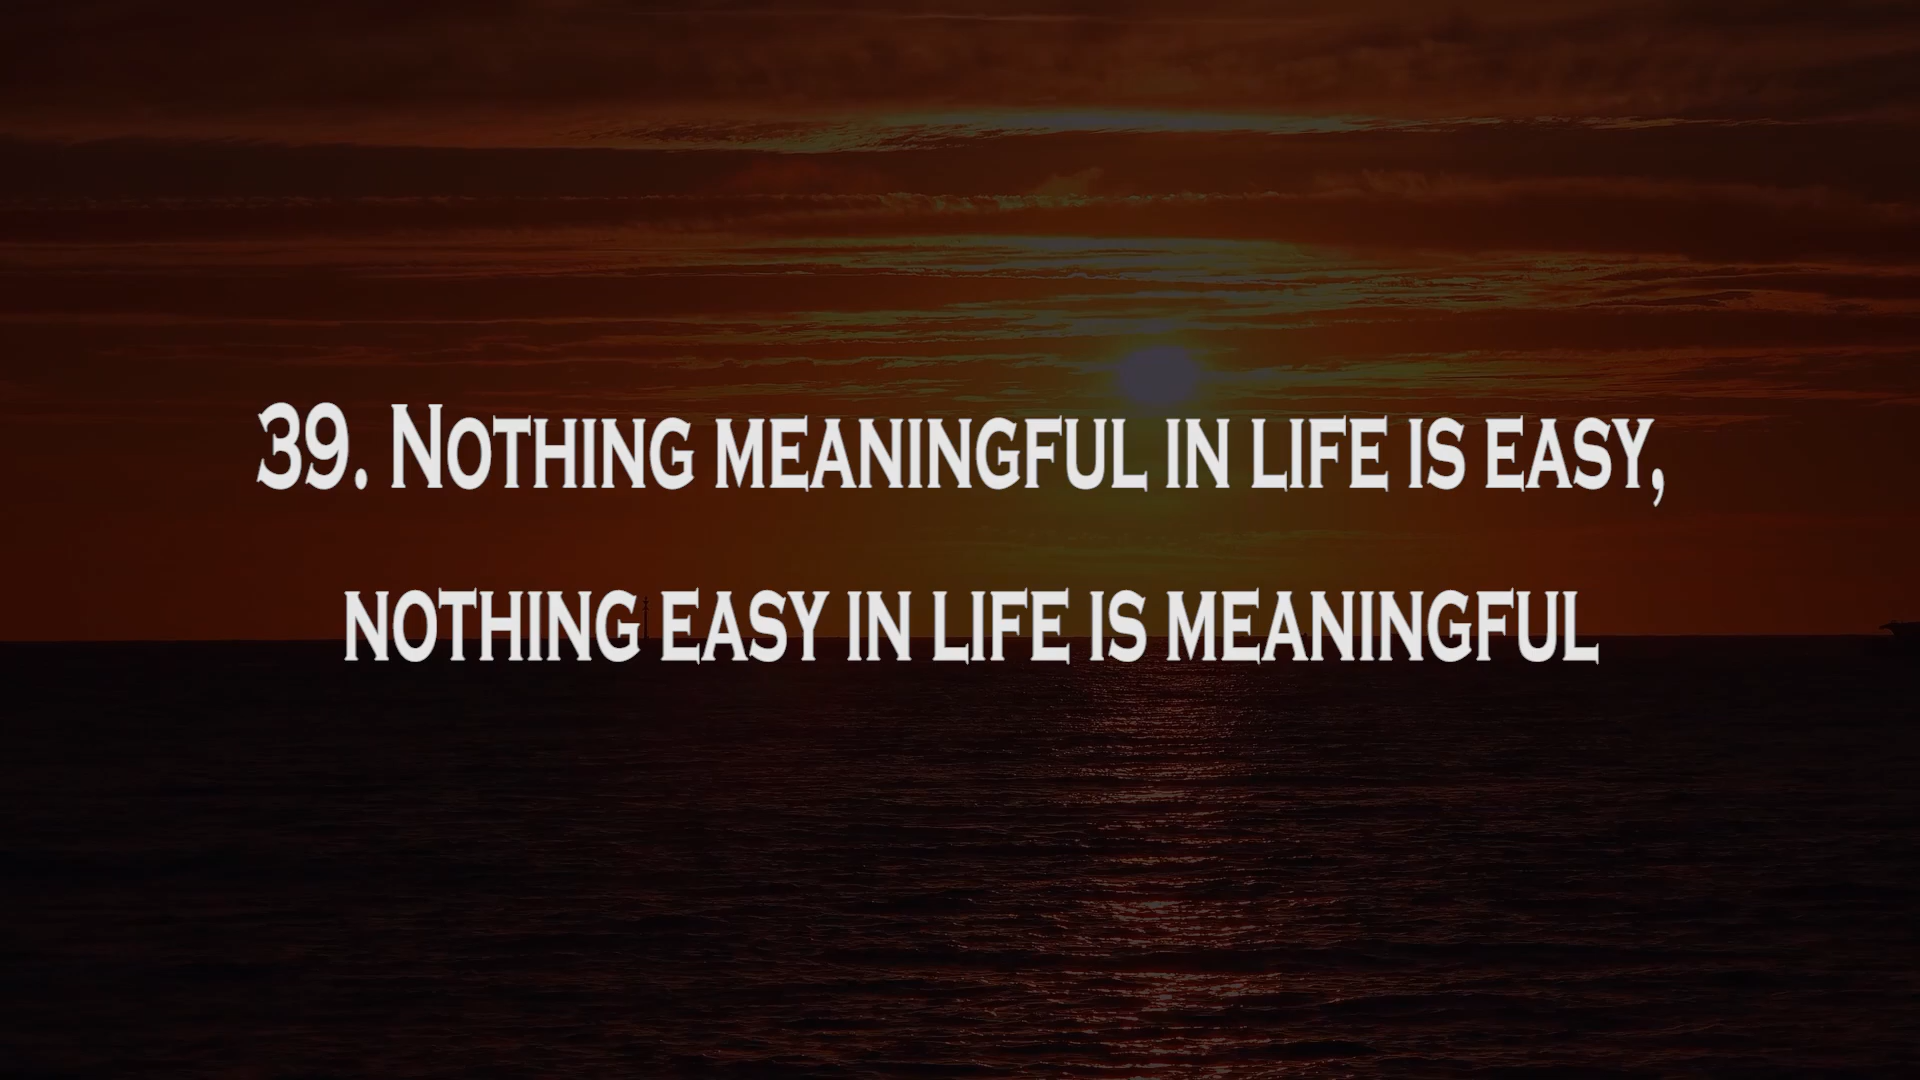 39. Nothing meaningful in life is easy,
nothing easy in life is meaningful